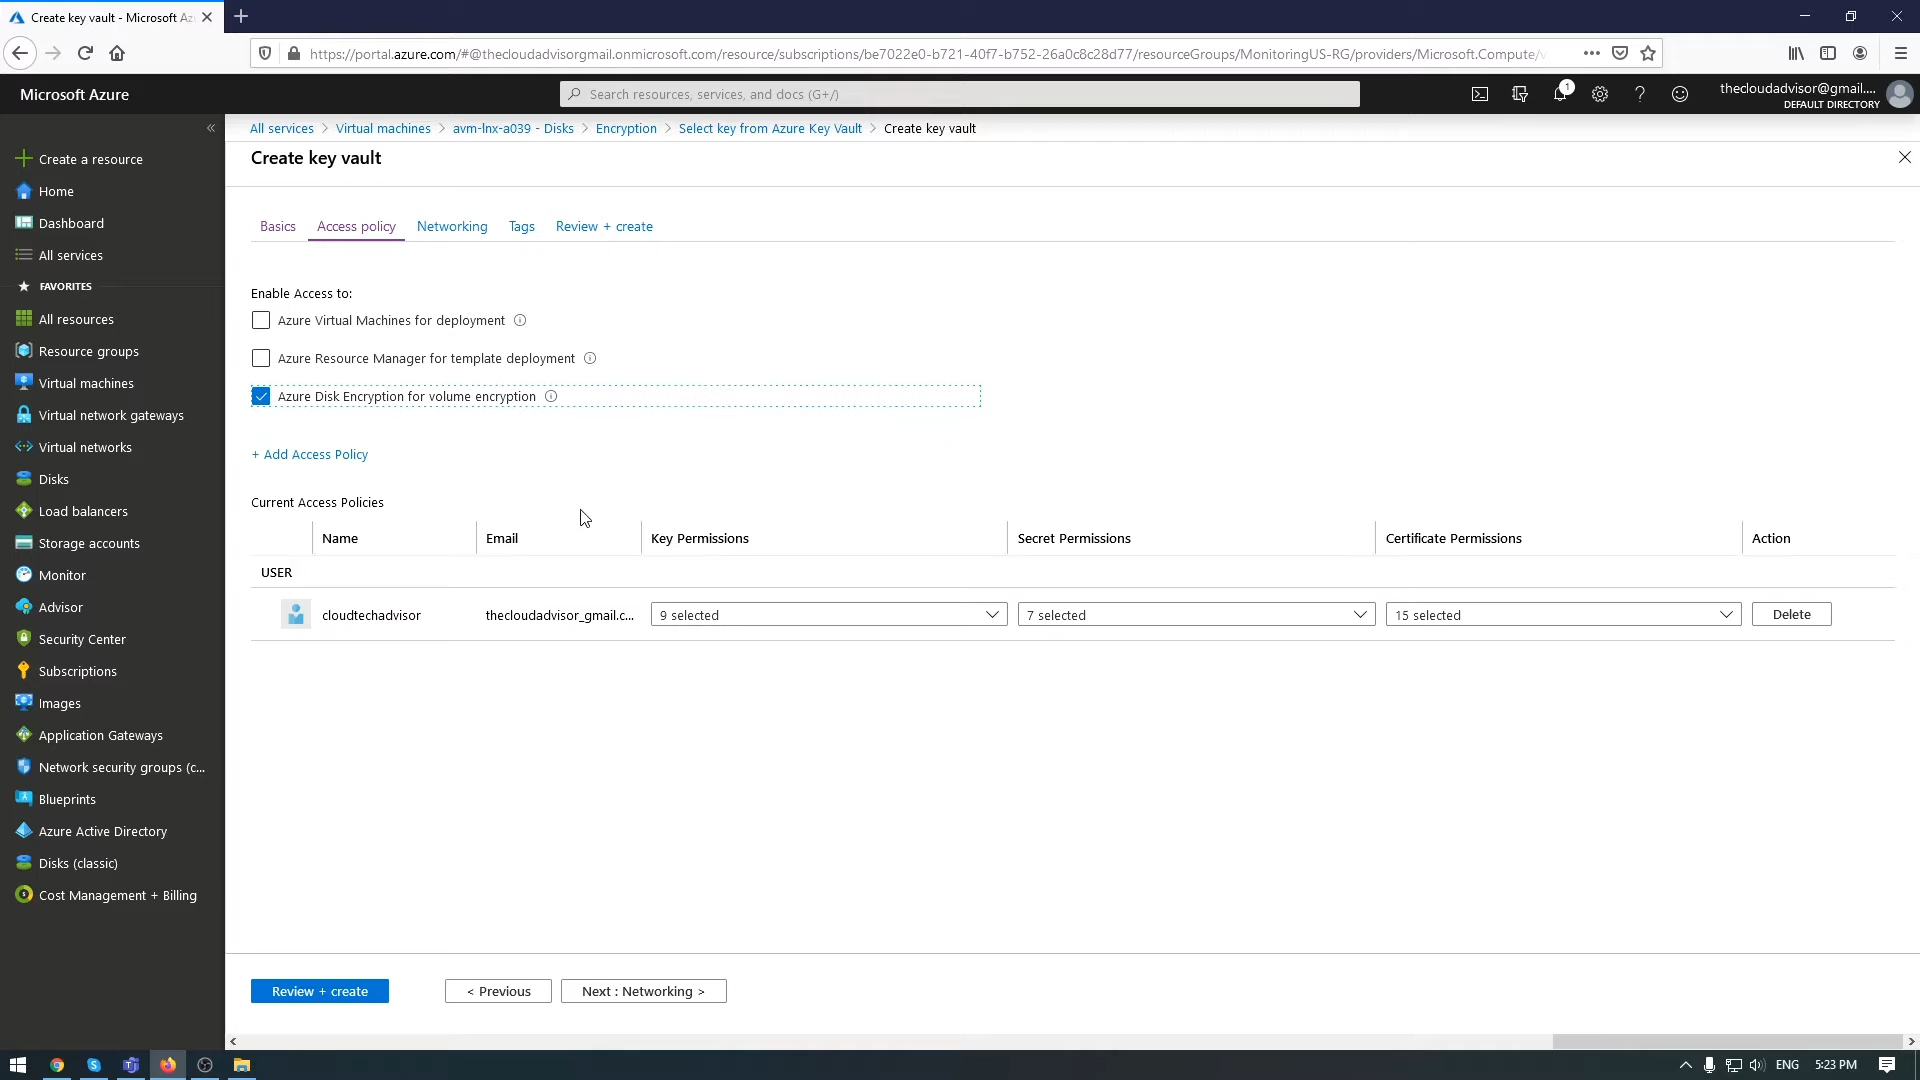 Create key vault - Microsoft Az
https://portal.azure.com/#@thecloudadvisorgmail.onmicrosoft.com/resource/subscriptions/be7022e0-b721-40f7-b752-26a0c8c28d77/resourceGroups/MonitoringUS-RG/providers/Microsoft.Compute/
Microsoft Azure
Search resources, services, and docs (G+/)
1
thecloudadvisor@gmail....
DEFAULT DIRECTORY
All services > Virtual machines > avm-lnx-a039 - Disks > Encryption > Select key from Azure Key Vault > Create key vault
Create key vault
Basics Access policy Networking Tags Review + create
Enable Access to:
Azure Virtual Machines for deployment
Azure Resource Manager for template deployment
Azure Disk Encryption for volume encryption
+ Add Access Policy
Current Access Policies
Name Email Key Permissions Secret Permissions Certificate Permissions Action
USER
cloudtechadvisor thecloudadvisor_gmail.c... 9 selected 7 selected 15 selected Delete
Review + create < Previous Next : Networking >
«
Create a resource
Home
Dashboard
All services
FAVORITES
All resources
Resource groups
Virtual machines
Virtual network gateways
Virtual networks
Disks
Load balancers
Storage accounts
Monitor
Advisor
Security Center
Subscriptions
Images
Application Gateways
Network security groups (c...
Blueprints
Azure Active Directory
Disks (classic)
Cost Management + Billing
ENG 5:23 PM